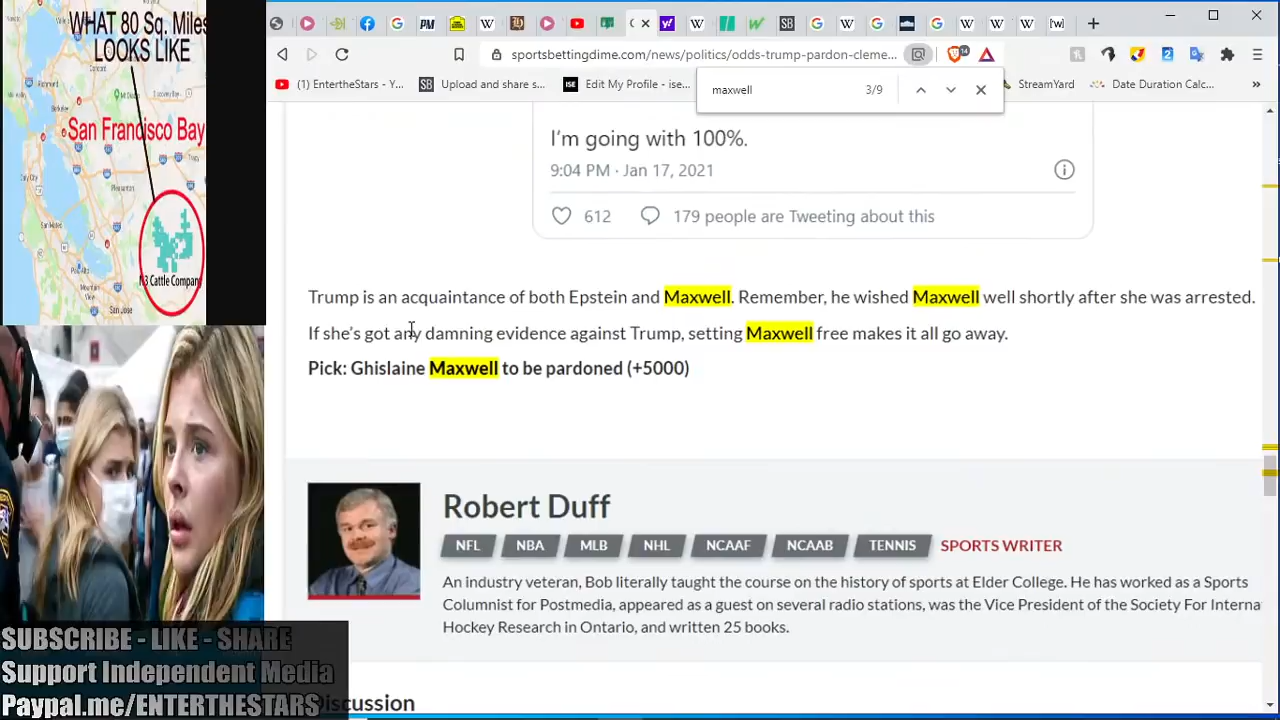 WHAT 80 Sq. Miles
LOOKS LIKE
San Francisco Bay
N3 Cattle Company
SUBSCRIBE - LIKE - SHARE
Support Independent Media
Paypal.me/ENTERTHESTARS
sportsbettingdime.com/news/politics/odds-trump-pardon-cleme...
(1) EntertheStars - Y...
Upload and share s...
Edit My Profile - ise...
StreamYard
Date Duration Calc...
maxwell 3/9
I'm going with 100%.
9:04 PM · Jan 17, 2021
612 179 people are Tweeting about this
Trump is an acquaintance of both Epstein and Maxwell. Remember, he wished Maxwell well shortly after she was arrested.
If she's got any damning evidence against Trump, setting Maxwell free makes it all go away.
Pick: Ghislaine Maxwell to be pardoned (+5000)
Robert Duff
NFL NBA MLB NHL NCAAF NCAAB TENNIS SPORTS WRITER
An industry veteran, Bob literally taught the course on the history of sports at Elder College. He has worked as a Sports
Columnist for Postmedia, appeared as a guest on several radio stations, was the Vice President of the Society For Interna
Hockey Research in Ontario, and written 25 books.
iscussion